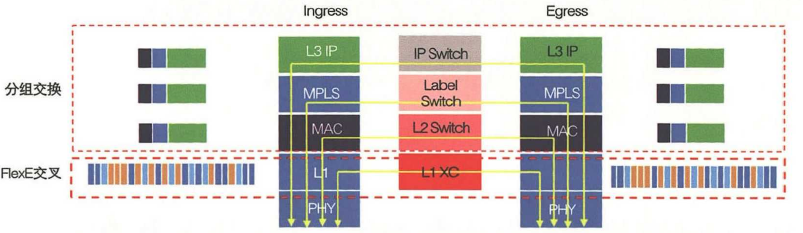 Ingress
Egress
L3 IP
IP Switch
L3 IP
分组交换
MPLS
Label
Switch
MPLS
MAC
L2 Switch
MAC
FlexE交叉
L1
L1 XC
PHY
PHY